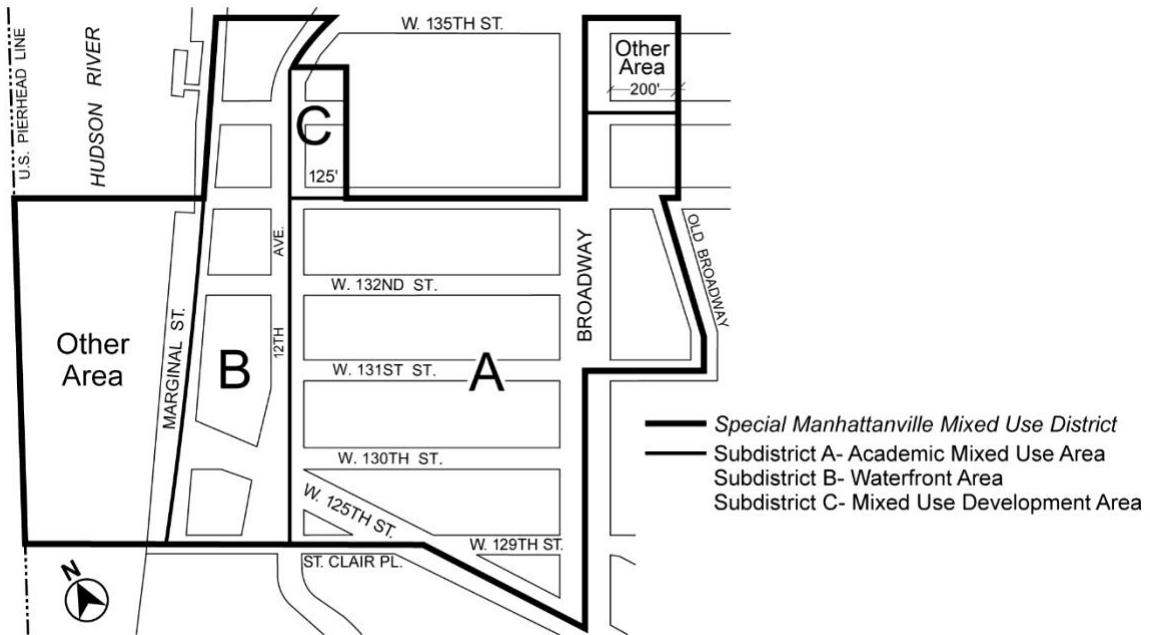 W. 135TH ST.
U.S. PIERHEAD LINE
HUDSON RIVER
Other
Area
200'
C
125'
MARGINAL ST.
12TH AVE.
BROADWAY
OLD BROADWAY
W. 132ND ST.
Other
Area
B
W. 131ST ST.
A
W. 130TH ST.
W. 125TH ST.
W. 129TH ST.
ST. CLAIR PL.
N
Special Manhattanville Mixed Use District
Subdistrict A- Academic Mixed Use Area
Subdistrict B- Waterfront Area
Subdistrict C- Mixed Use Development Area